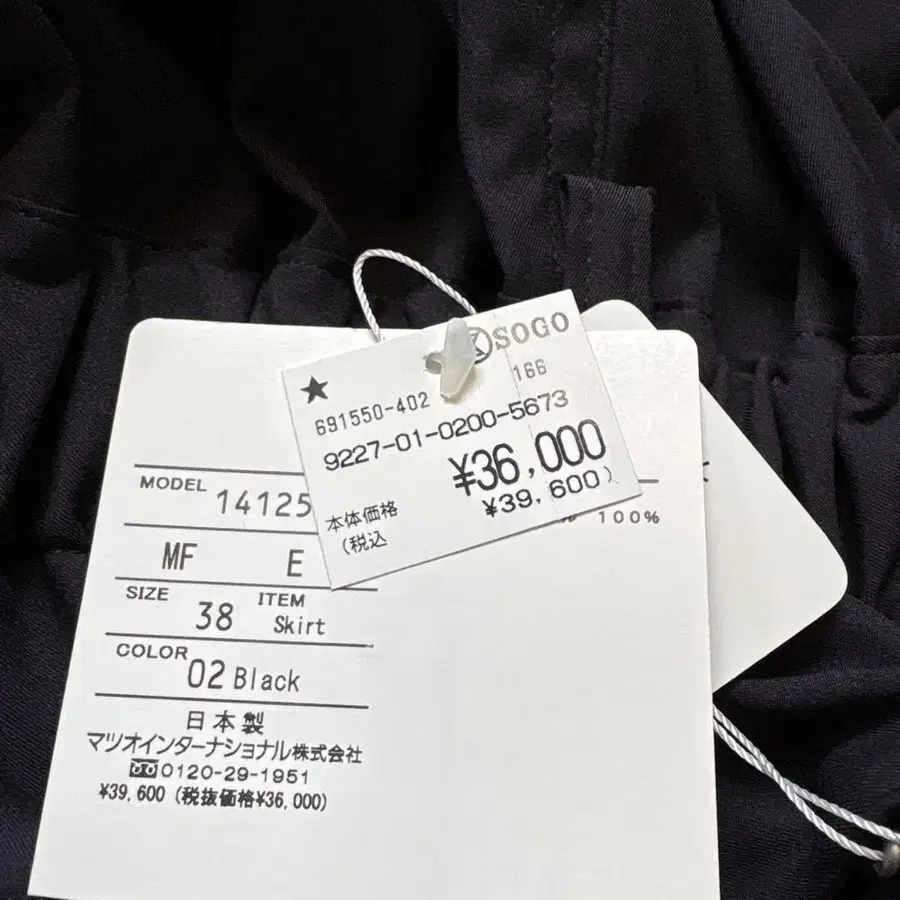 SOGO
166
691550-402
9227-01-0200-5673
¥36,000
¥39,600)
本体価格
(税込
MODEL 14125
100%
MF E
SIZE 38 ITEM Skirt
COLOR 02 Black
日本製
マツオインターナショナル株式会社
0120-29-1951
¥39,600 (税抜価格¥36,000)